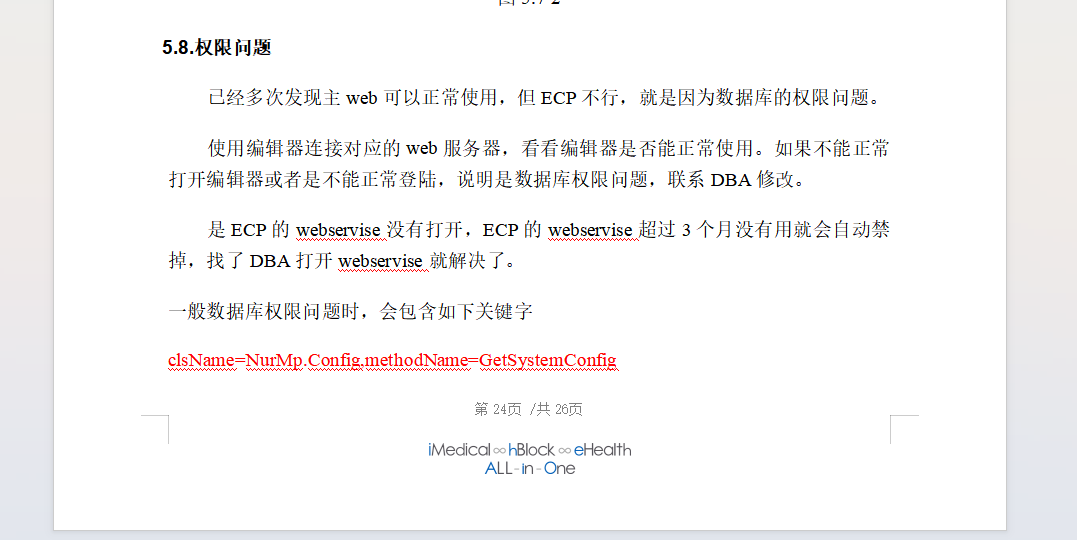 图 5.7 2
5.8.权限问题
已经多次发现主 web 可以正常使用，但 ECP 不行，就是因为数据库的权限问题。
使用编辑器连接对应的 web 服务器，看看编辑器是否能正常使用。如果不能正常
打开编辑器或者是不能正常登陆，说明是数据库权限问题，联系 DBA 修改。
是 ECP 的 webservise 没有打开，ECP 的 webservise 超过 3 个月没有用就会自动禁
掉，找了 DBA 打开 webservise 就解决了。
一般数据库权限问题时，会包含如下关键字
clsName=NurMp.Config,methodName=GetSystemConfig
第 24页 /共 26页
iMedical∞hBlock∞eHealth
ALL-in-One